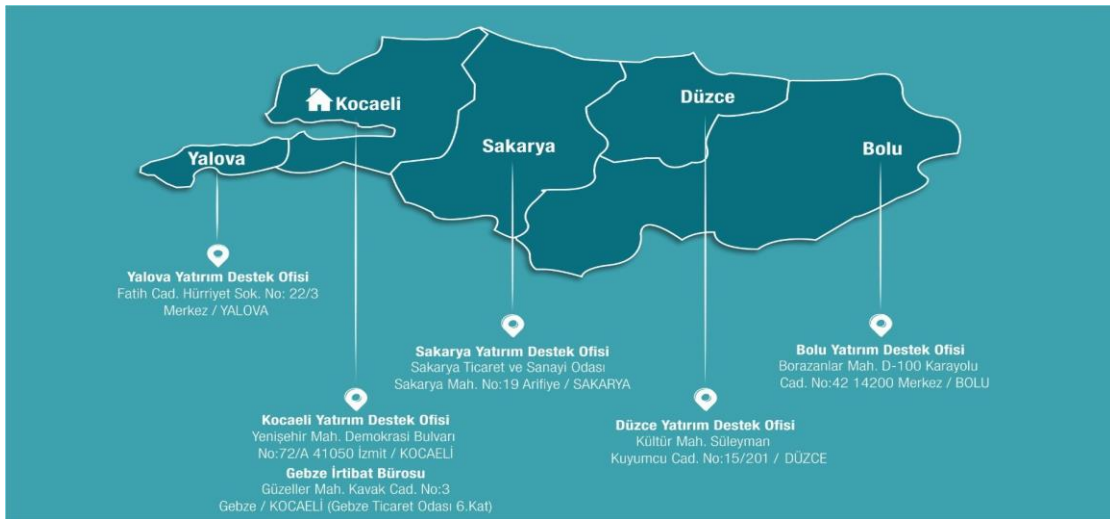 Kocaeli
Düzce
Sakarya
Yalova
Bolu
Yalova Yatırım Destek Ofisi
Fatih Cad. Hürriyet Sok. No: 22/3
Merkez / YALOVA
Sakarya Yatırım Destek Ofisi
Sakarya Ticaret ve Sanayi Odası
Sakarya Mah. No:19 Arifiye / SAKARYA
Bolu Yatırım Destek Ofisi
Borazanlar Mah. D-100 Karayolu
Cad. No:42 14200 Merkez / BOLU
Kocaeli Yatırım Destek Ofisi
Yenişehir Mah. Demokrasi Bulvarı
No:72/A 41050 İzmit / KOCAELİ
Gebze İrtibat Bürosu
Güzeller Mah. Kavak Cad. No:3
Gebze / KOCAELİ (Gebze Ticaret Odası 6.Kat)
Düzce Yatırım Destek Ofisi
Kültür Mah. Süleyman
Kuyumcu Cad. No:15/201 / DÜZCE